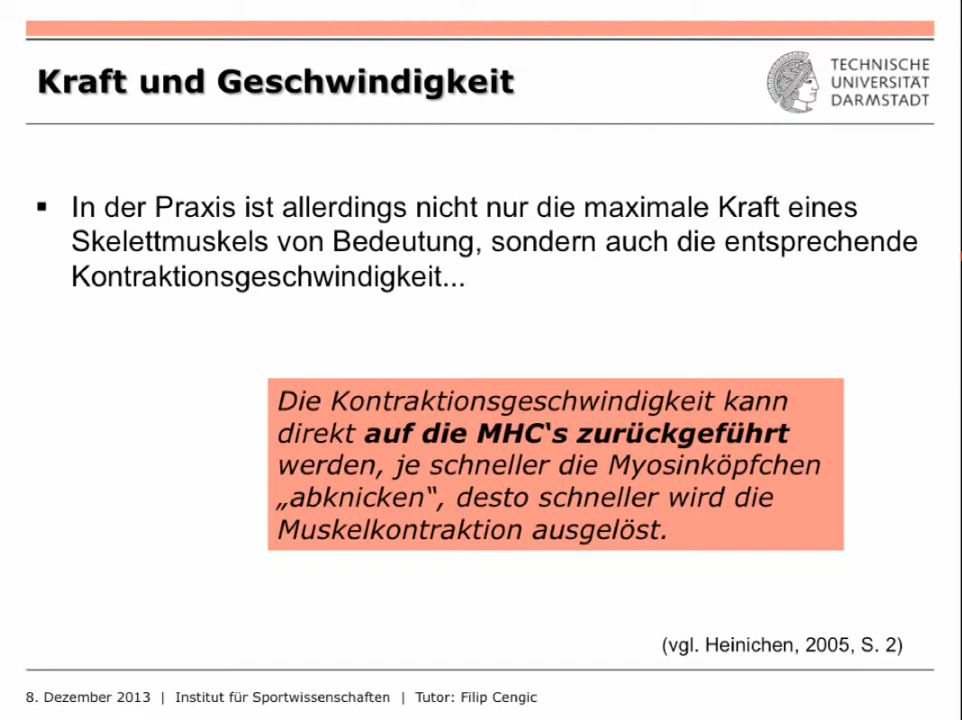 Kraft und Geschwindigkeit
TECHNISCHE
UNIVERSITÄT
DARMSTADT
▪ In der Praxis ist allerdings nicht nur die maximale Kraft eines
Skelettmuskels von Bedeutung, sondern auch die entsprechende
Kontraktionsgeschwindigkeit...
Die Kontraktionsgeschwindigkeit kann
direkt auf die MHC‘s zurückgeführt
werden, je schneller die Myosinköpfchen
„abknicken“, desto schneller wird die
Muskelkontraktion ausgelöst.
(vgl. Heinichen, 2005, S. 2)
8. Dezember 2013 | Institut für Sportwissenschaften | Tutor: Filip Cengic